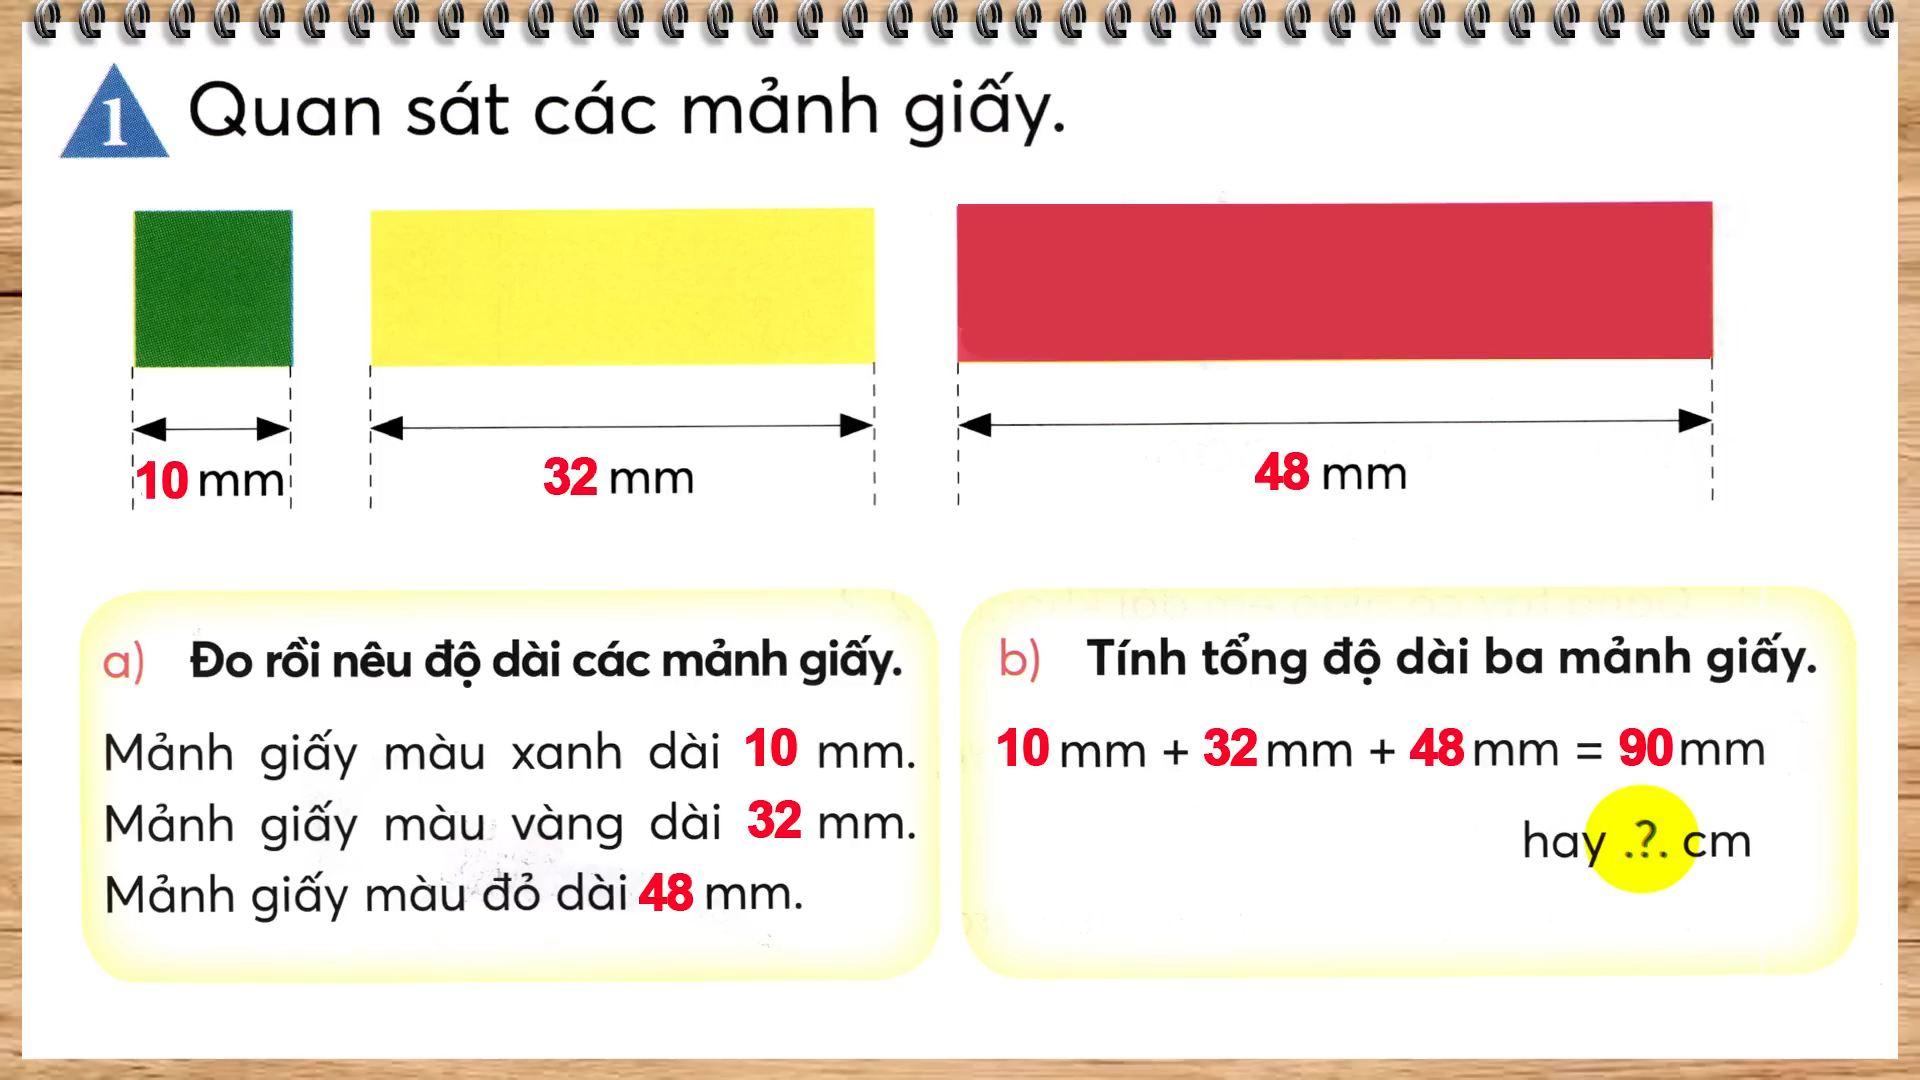 1 Quan sát các mảnh giấy.
10 mm
32 mm
48 mm
a) Đo rồi nêu độ dài các mảnh giấy.
Mảnh giấy màu xanh dài 10 mm.
Mảnh giấy màu vàng dài 32 mm.
Mảnh giấy màu đỏ dài 48 mm.
b) Tính tổng độ dài ba mảnh giấy.
10 mm + 32 mm + 48 mm = 90 mm
hay .?. cm